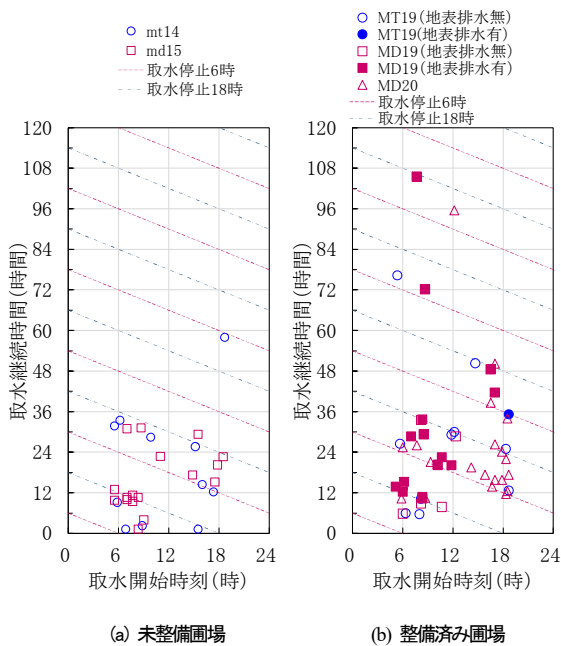 mt14
md15
取水停止6時
取水停止18時
取水継続時間(時間)
120
108
96
84
72
60
48
36
24
12
0
0 6 12 18 24
取水開始時刻(時)
(a) 未整備圃場
MT19(地表排水無)
MT19(地表排水有)
MD19(地表排水無)
MD19(地表排水有)
MD20
取水停止6時
取水停止18時
取水継続時間(時間)
120
108
96
84
72
60
48
36
24
12
0
0 6 12 18 24
取水開始時刻(時)
(b) 整備済み圃場